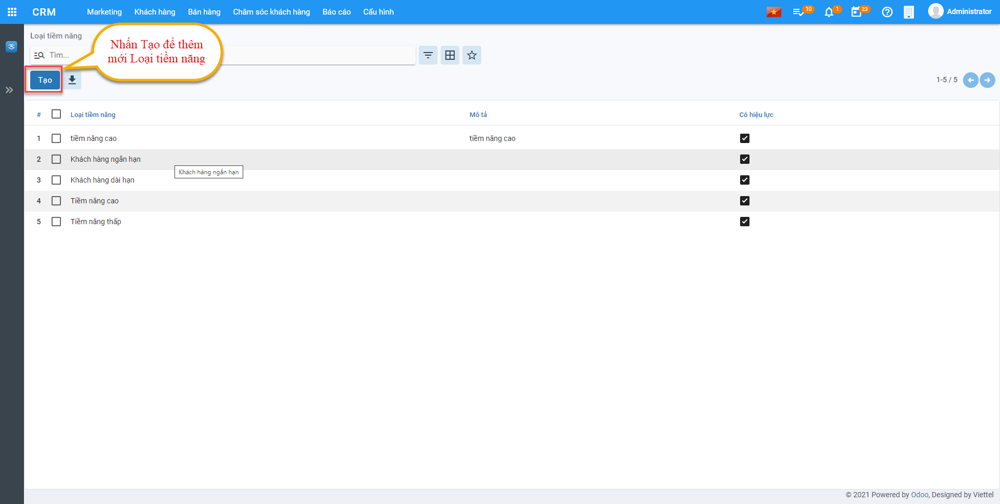 CRM Marketing Khách hàng Bán hàng Chăm sóc khách hàng Báo cáo Cấu hình 10 1 23 Administrator
Loại tiềm năng
Nhấn Tạo để thêm
mới Loại tiềm năng
Tìm...
Tạo
1-5 / 5
# Loại tiềm năng Mô tả Có hiệu lực
1 tiềm năng cao tiềm năng cao
2 Khách hàng ngắn hạn
Khách hàng ngắn hạn
3 Khách hàng dài hạn
4 Tiềm năng cao
5 Tiềm năng thấp
© 2021 Powered by Odoo, Designed by Viettel